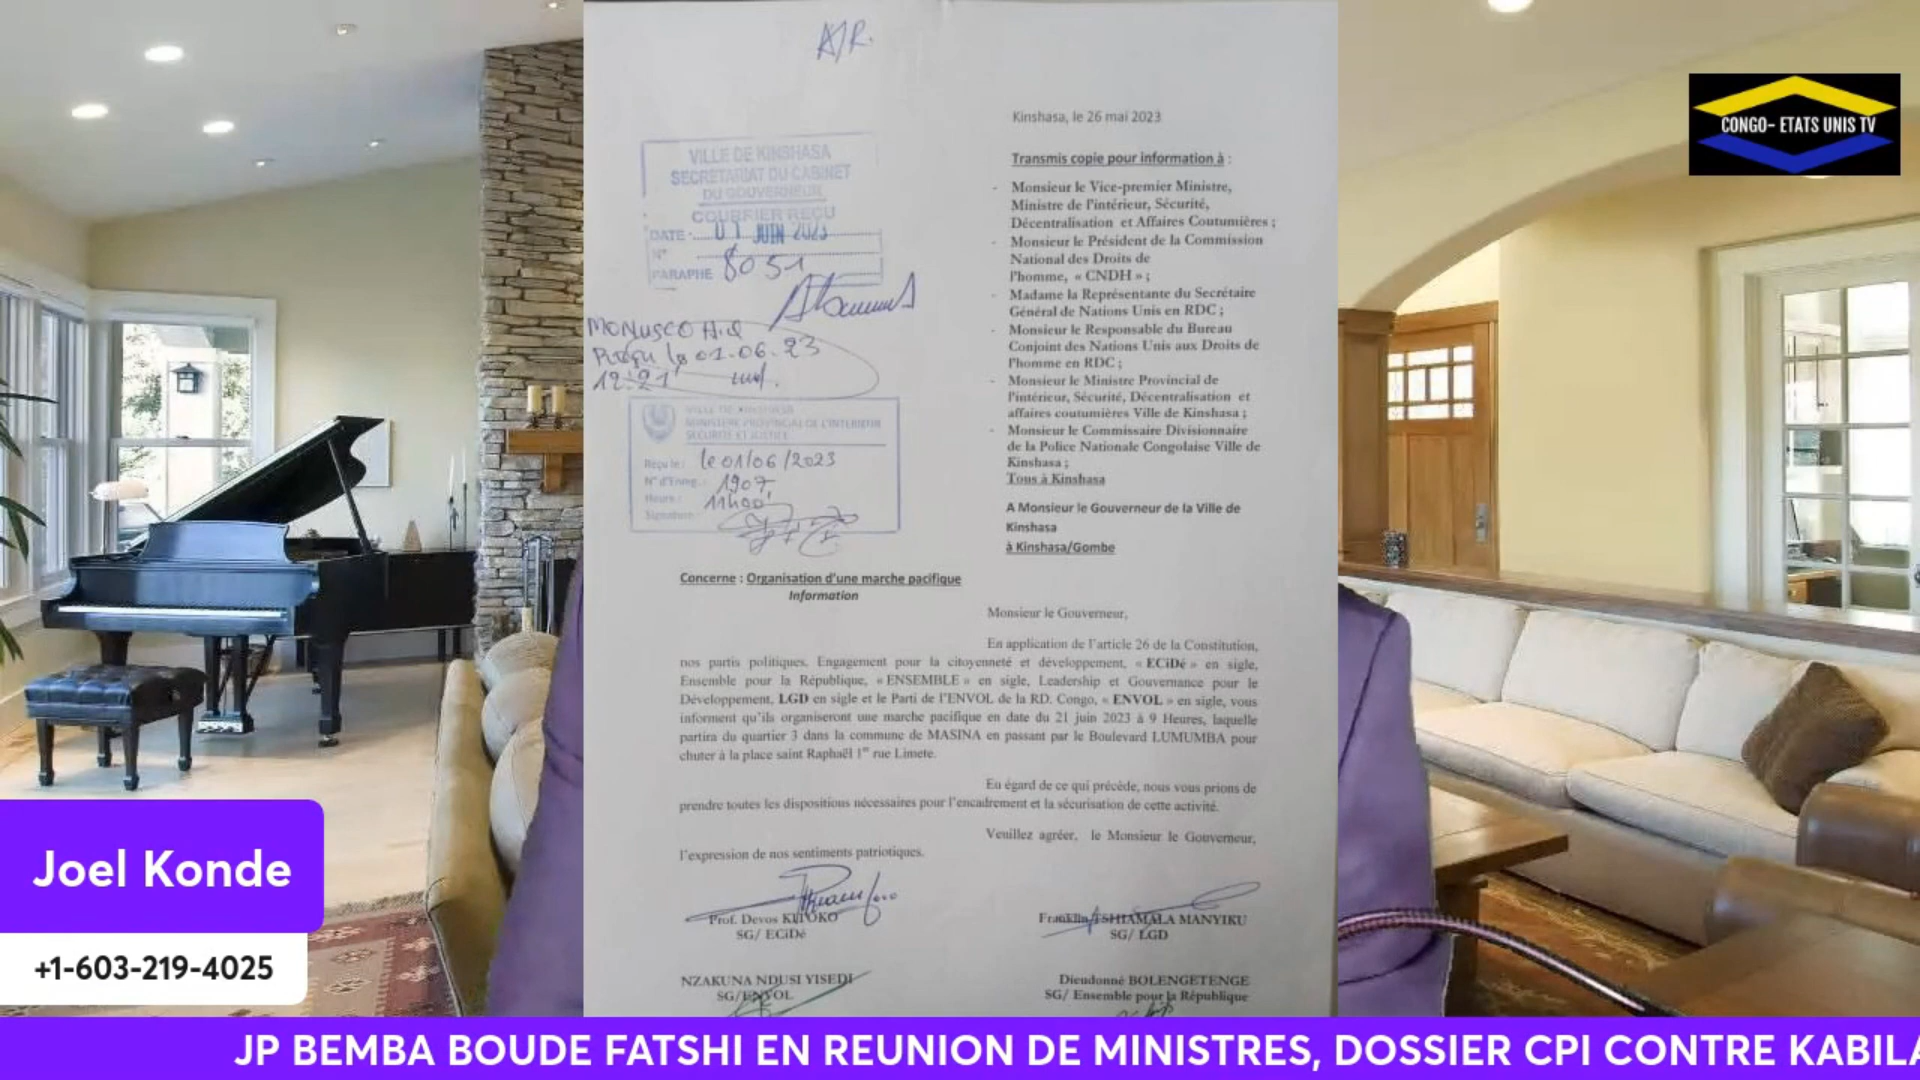 A/R.
Kinshasa, le 26 mai 2023
VILLE DE KINSHASA
SECRETARIAT DU CABINET
DU GOUVERNEUR
COURRIER REÇU
DATE : 01 JUIN 2023
N°
PARAPHE 8051
MONUSCO H.Q
Reçu le 01.06.23
12:21'
VILLE DE KINSHASA
MINISTERE PROVINCIAL DE L'INTERIEUR
SECURITE ET JUSTICE
Reçu le : le 01/06/2023
N° d'Enreg. : 1907
Heure : 11h00'
Signature :
Transmis copie pour information à :
- Monsieur le Vice-premier Ministre,
Ministre de l'intérieur, Sécurité,
Décentralisation et Affaires Coutumières ;
- Monsieur le Président de la Commission
National des Droits de
l'homme, « CNDH » ;
- Madame la Représentante du Secrétaire
Général de Nations Unis en RDC ;
- Monsieur le Responsable du Bureau
Conjoint des Nations Unis aux Droits de
l'homme en RDC ;
- Monsieur le Ministre Provincial de
l'intérieur, Sécurité, Décentralisation et
affaires coutumières Ville de Kinshasa ;
- Monsieur le Commissaire Divisionnaire
de la Police Nationale Congolaise Ville de
Kinshasa ;
Tous à Kinshasa
A Monsieur le Gouverneur de la Ville de
Kinshasa
à Kinshasa/Gombe
Concerne : Organisation d'une marche pacifique
Information
Monsieur le Gouverneur,
En application de l'article 26 de la Constitution,
nos partis politiques, Engagement pour la citoyenneté et développement, « ECiDé » en sigle,
Ensemble pour la République, « ENSEMBLE » en sigle, Leadership et Gouvernance pour le
Développement, LGD en sigle et le Parti de l'ENVOL de la RD. Congo, « ENVOL » en sigle, vous
informent qu'ils organiseront une marche pacifique en date du 21 juin 2023 à 9 Heures, laquelle
partira du quartier 3 dans la commune de MASINA en passant par le Boulevard LUMUMBA pour
chuter à la place saint Raphaël 1er rue Limete.
Eu égard de ce qui précède, nous vous prions de
prendre toutes les dispositions nécessaires pour l'encadrement et la sécurisation de cette activité.
Veuillez agréer, le Monsieur le Gouverneur,
l'expression de nos sentiments patriotiques.
Prof. Devos KITOKO
SG/ ECiDé
Franklin TSHIAMALA MANYIKU
SG/ LGD
NZAKUNA NDUSI YISEDI
SG/ENVOL
Dieudonné BOLENGETENGE
SG/ Ensemble pour la République
CONGO- ETATS UNIS TV
Joel Konde
+1-603-219-4025
JP BEMBA BOUDE FATSHI EN REUNION DE MINISTRES, DOSSIER CPI CONTRE KABILA